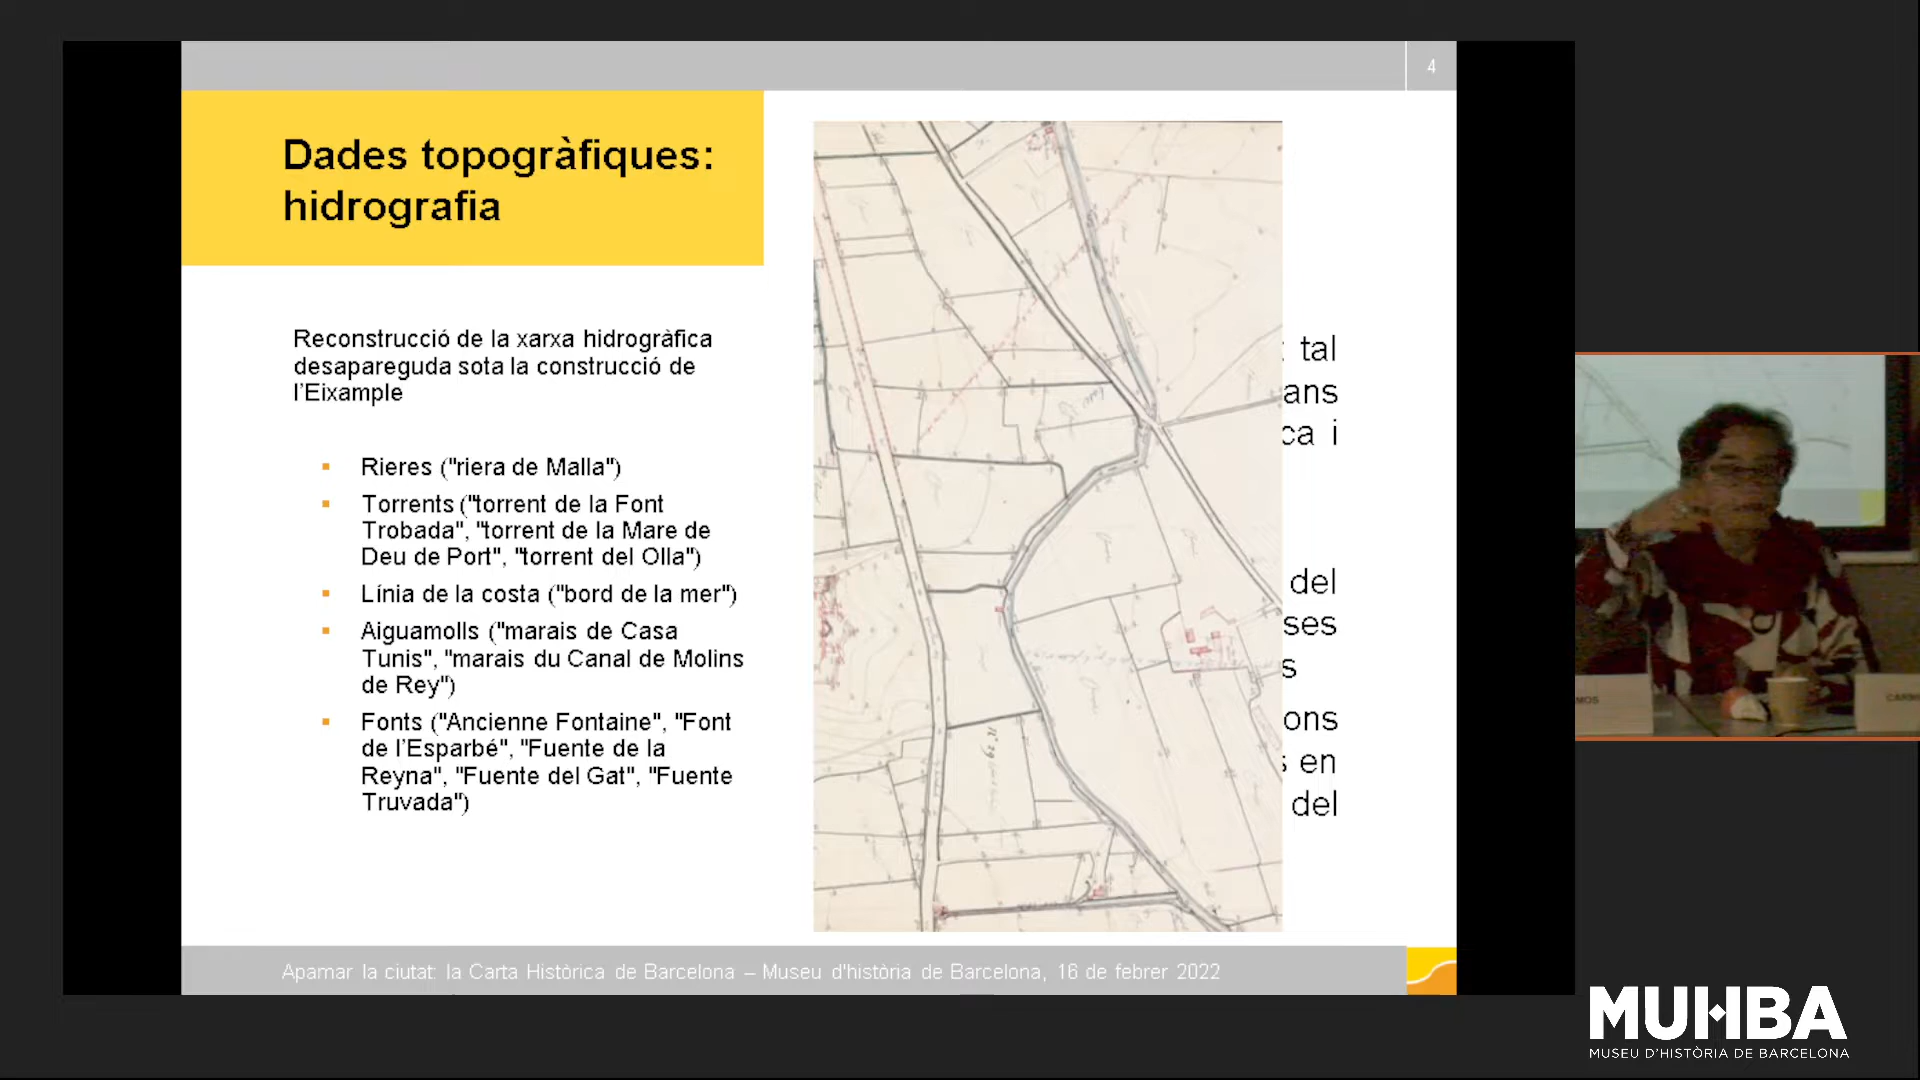 4
Dades topogràfiques:
hidrografia
Reconstrucció de la xarxa hidrogràfica
desapareguda sota la construcció de
l'Eixample
Rieres ("riera de Malla")
Torrents ("torrent de la Font
Trobada", "torrent de la Mare de
Deu de Port", "torrent del Olla")
Línia de la costa ("bord de la mer")
Aiguamolls ("marais de Casa
Tunis", "marais du Canal de Molins
de Rey")
Fonts ("Ancienne Fontaine", "Font
de l'Esparbé", "Fuente de la
Reyna", "Fuente del Gat", "Fuente
Truvada")
tal
ans
ca i
del
ses
s
ons
s en
del
Apamar la ciutat: la Carta Històrica de Barcelona – Museu d'història de Barcelona, 16 de febrer 2022
MUHBA
MUSEU D'HISTÒRIA DE BARCELONA